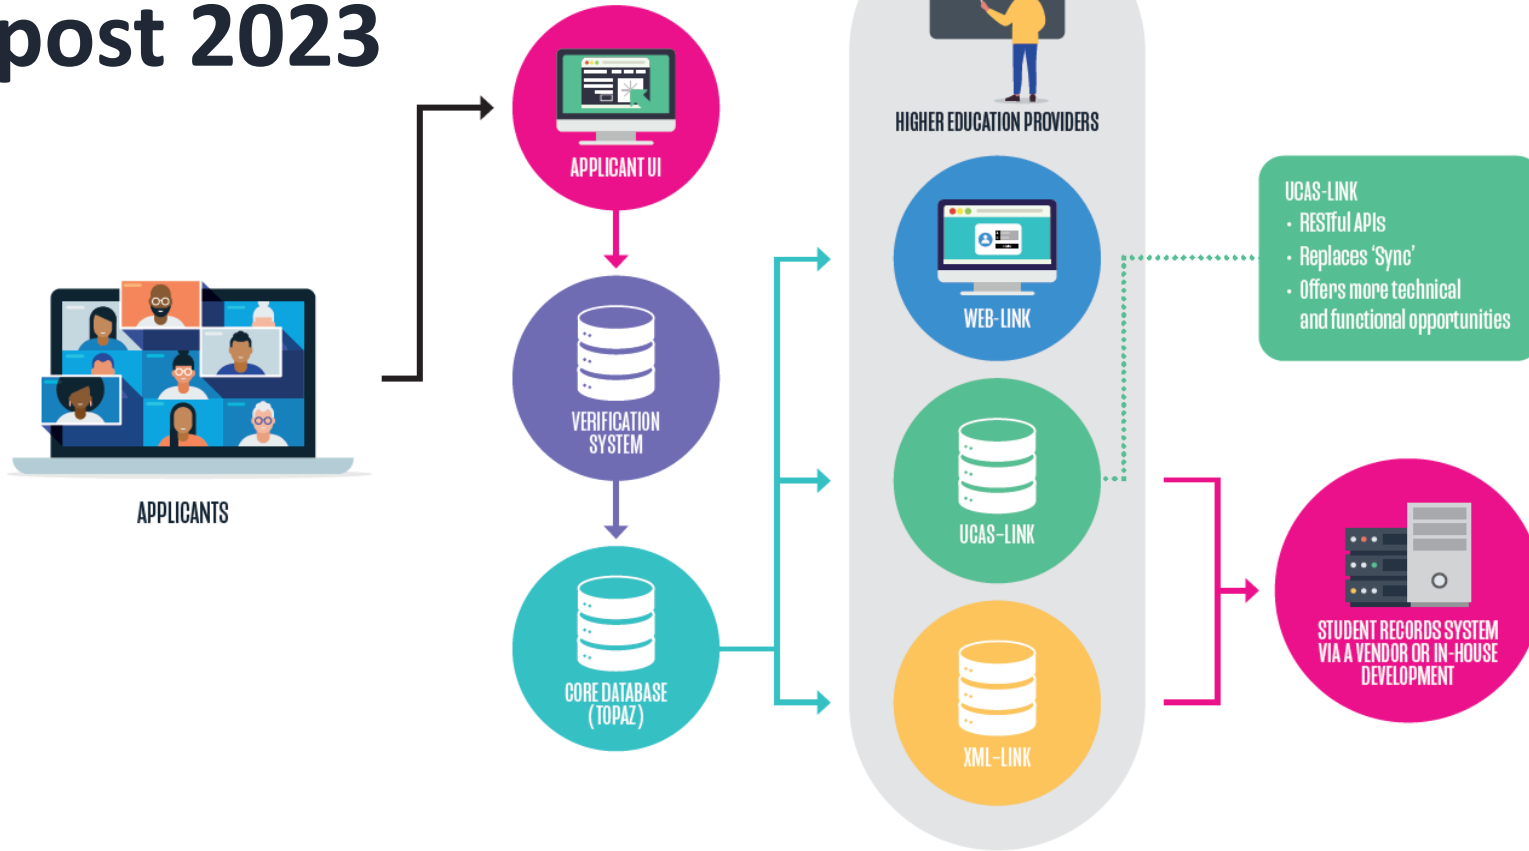 post 2023
APPLICANTS
APPLICANT UI
VERIFICATION
SYSTEM
CORE DATABASE
(TOPAZ)
HIGHER EDUCATION PROVIDERS
WEB-LINK
UCAS-LINK
XML-LINK
UCAS-LINK
· RESTful APIs
· Replaces ‘Sync’
· Offers more technical
and functional opportunities
STUDENT RECORDS SYSTEM
VIA A VENDOR OR IN-HOUSE
DEVELOPMENT